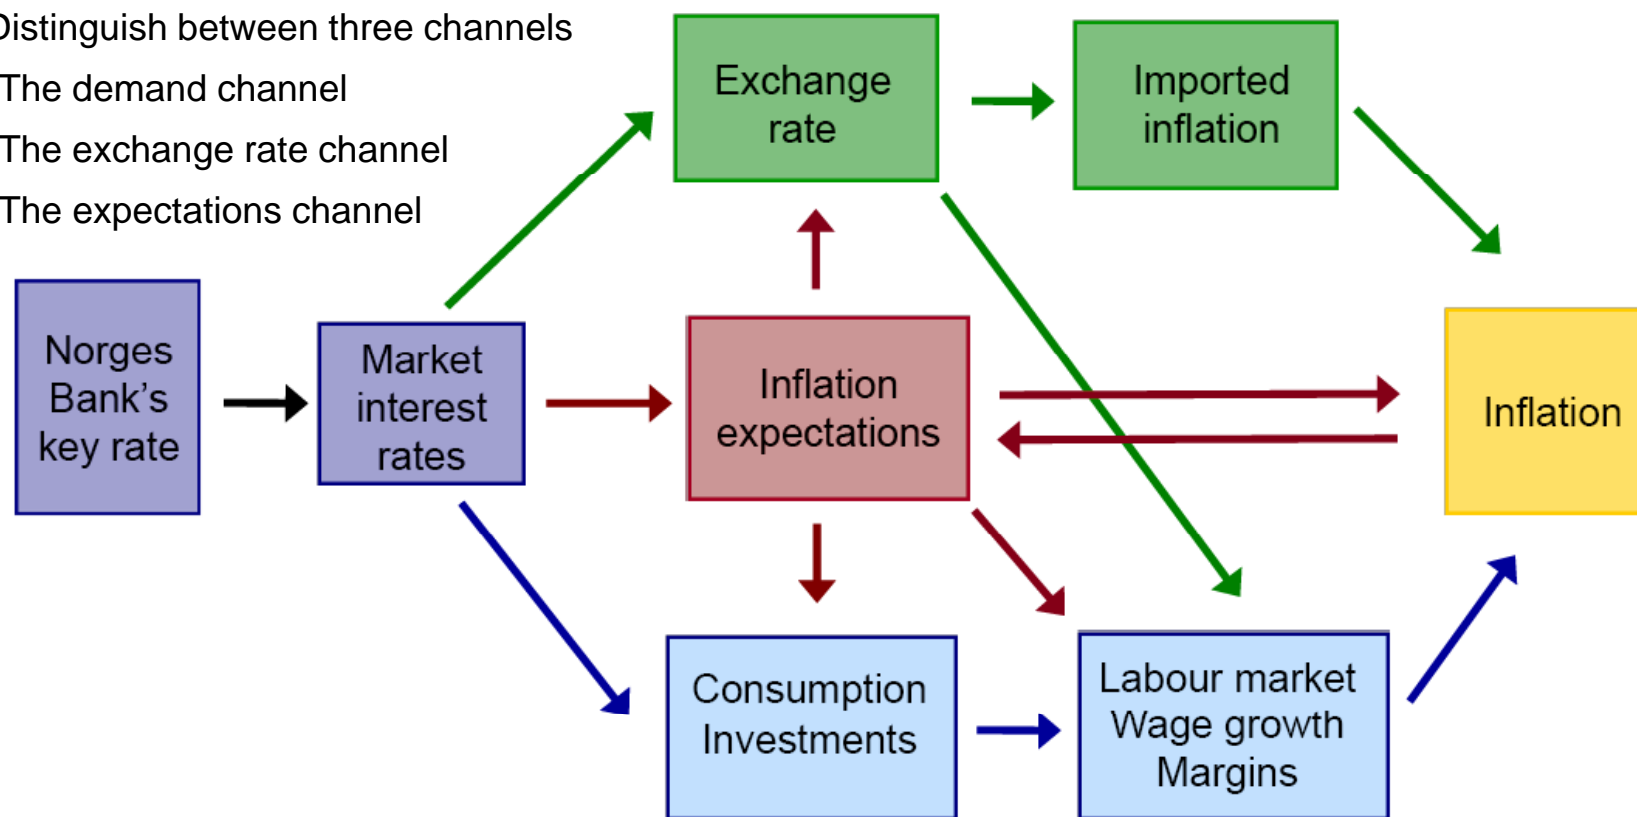 Distinguish between three channels
The demand channel
The exchange rate channel
The expectations channel
Exchange
rate
Imported
inflation
Norges
Bank's
key rate
Market
interest
rates
Inflation
expectations
Inflation
Consumption
Investments
Labour market
Wage growth
Margins